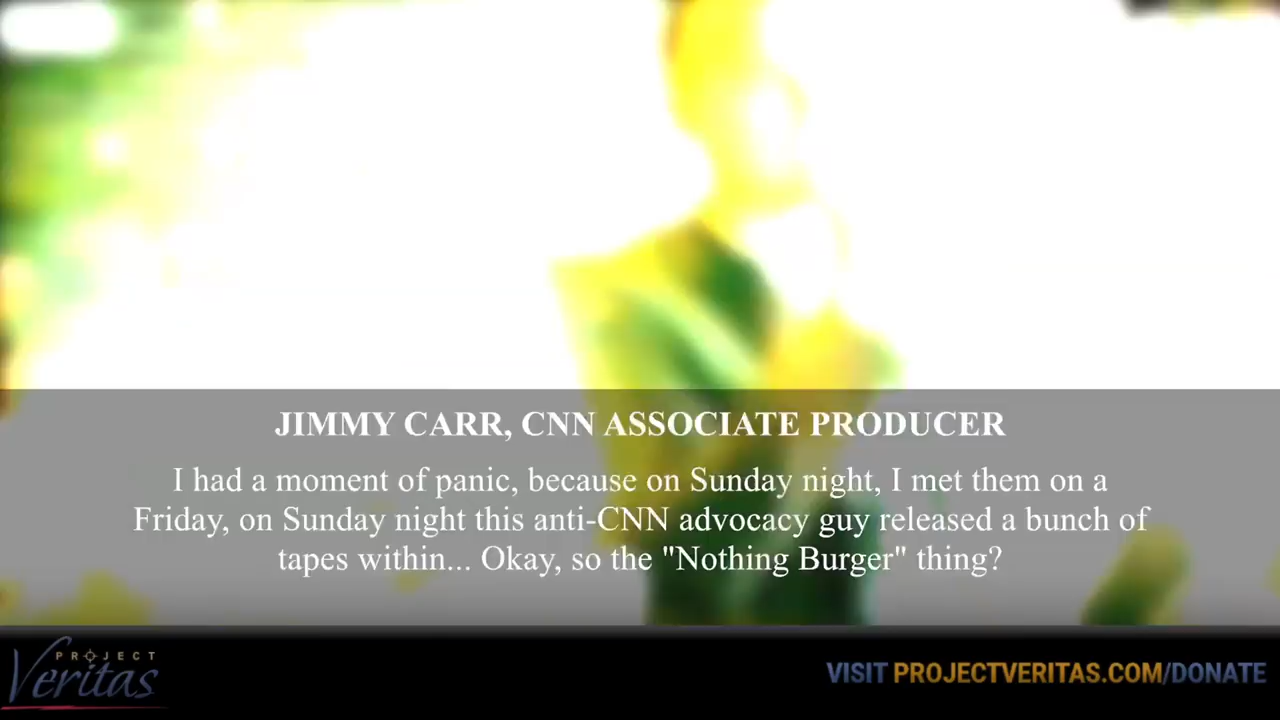 JIMMY CARR, CNN ASSOCIATE PRODUCER
I had a moment of panic, because on Sunday night, I met them on a
Friday, on Sunday night this anti-CNN advocacy guy released a bunch of
tapes within... Okay, so the "Nothing Burger" thing?
PROJECT
Veritas
VISIT PROJECTVERITAS.COM/DONATE